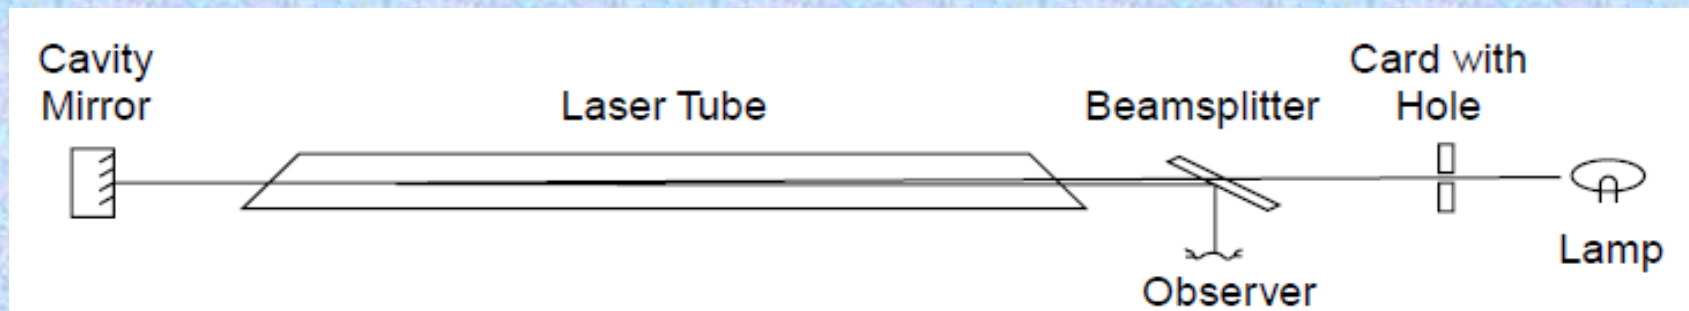 Cavity
Mirror
Laser Tube
Beamsplitter
Card with
Hole
Lamp
Observer